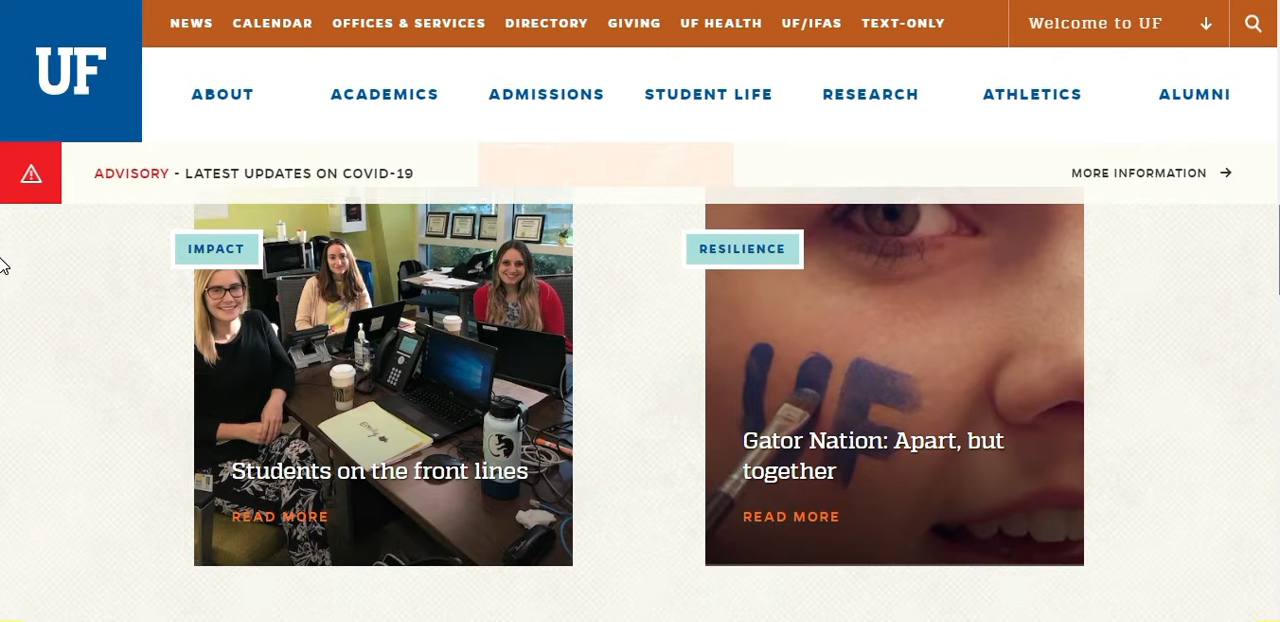 NEWS CALENDAR OFFICES & SERVICES DIRECTORY GIVING UF HEALTH UF/IFAS TEXT-ONLY Welcome to UF
UF
ABOUT ACADEMICS ADMISSIONS STUDENT LIFE RESEARCH ATHLETICS ALUMNI
ADVISORY - LATEST UPDATES ON COVID-19 MORE INFORMATION
IMPACT
Students on the front lines
READ MORE
RESILIENCE
UF
Gator Nation: Apart, but
together
READ MORE